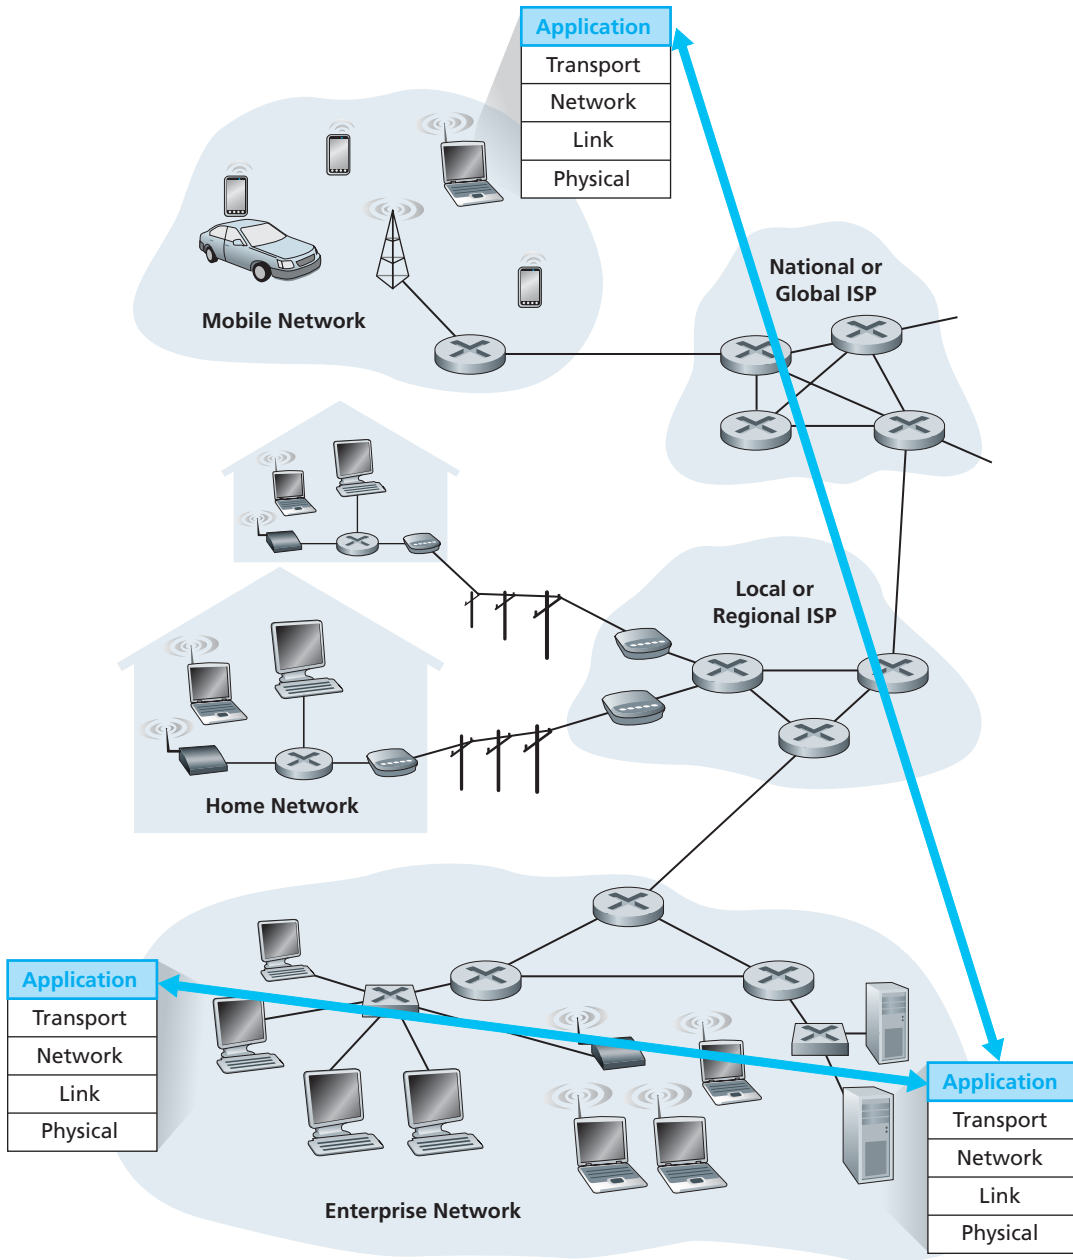 Application
Transport
Network
Link
Physical
National or
Global ISP
Mobile Network
Local or
Regional ISP
Home Network
Application
Transport
Network
Link
Physical
Application
Transport
Network
Link
Physical
Enterprise Network